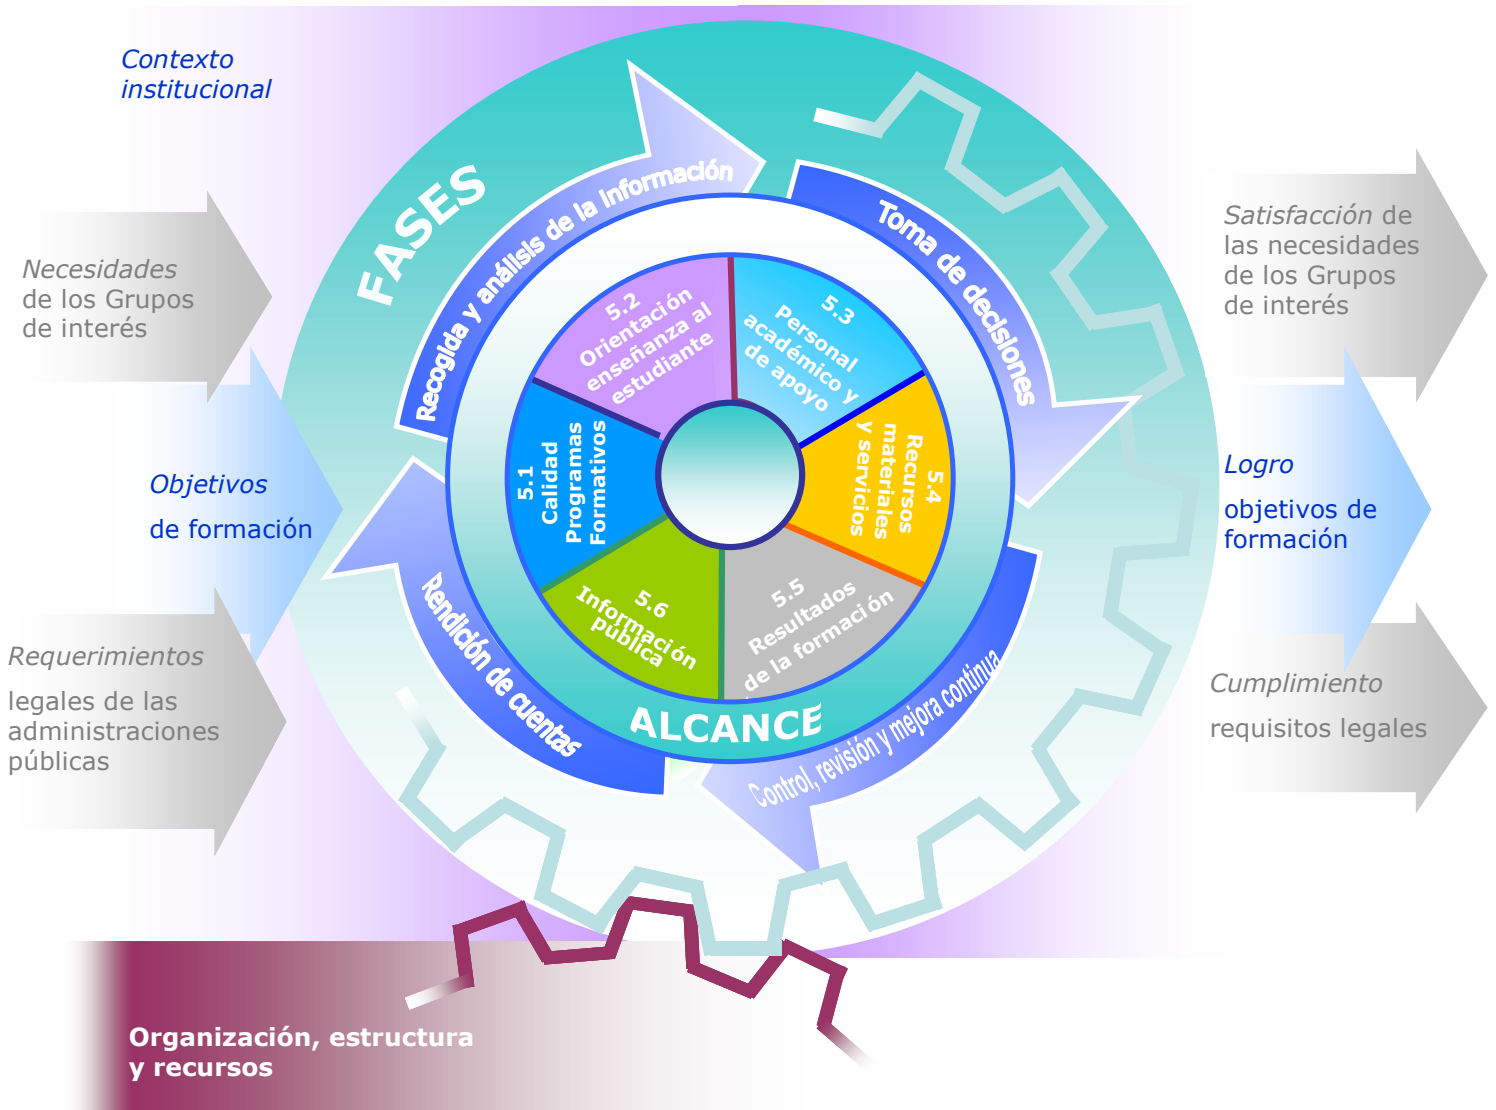 Contexto
institucional
FASES
Recogida y análisis de la información
Toma de decisiones
Necesidades
de los Grupos
de interés
Satisfacción de
las necesidades
de los Grupos
de interés
5.2
Orientación
enseñanza al
estudiante
5.3
Personal
académico y
de apoyo
5.1
Calidad
Programas
Formativos
5.4
Recursos
materiales
y servicios
Objetivos
de formación
Logro
objetivos de
formación
5.6
Información
pública
5.5
Resultados
de la formación
Rendición de cuentas
Control, revisión y mejora continua
ALCANCE
Requerimientos
legales de las
administraciones
públicas
Cumplimiento
requisitos legales
Organización, estructura
y recursos